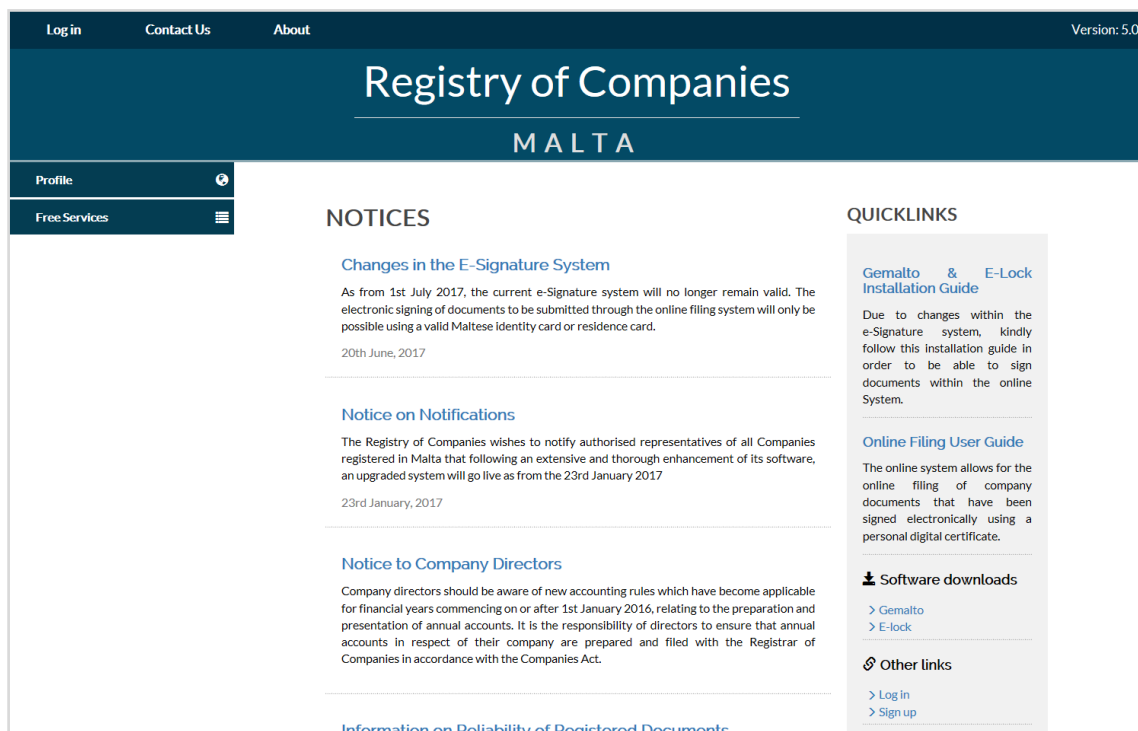 Log in Contact Us About Version: 5.0
Registry of Companies
MALTA
Profile
Free Services
NOTICES
Changes in the E-Signature System
As from 1st July 2017, the current e-Signature system will no longer remain valid. The
electronic signing of documents to be submitted through the online filing system will only be
possible using a valid Maltese identity card or residence card.
20th June, 2017
Notice on Notifications
The Registry of Companies wishes to notify authorised representatives of all Companies
registered in Malta that following an extensive and thorough enhancement of its software,
an upgraded system will go live as from the 23rd January 2017
23rd January, 2017
Notice to Company Directors
Company directors should be aware of new accounting rules which have become applicable
for financial years commencing on or after 1st January 2016, relating to the preparation and
presentation of annual accounts. It is the responsibility of directors to ensure that annual
accounts in respect of their company are prepared and filed with the Registrar of
Companies in accordance with the Companies Act.
Information on Reliability of Registered Documents
QUICKLINKS
Gemalto & E-Lock
Installation Guide
Due to changes within the
e-Signature system, kindly
follow this installation guide in
order to be able to sign
documents within the online
System.
Online Filing User Guide
The online system allows for the
online filing of company
documents that have been
signed electronically using a
personal digital certificate.
Software downloads
> Gemalto
> E-lock
Other links
> Log in
> Sign up